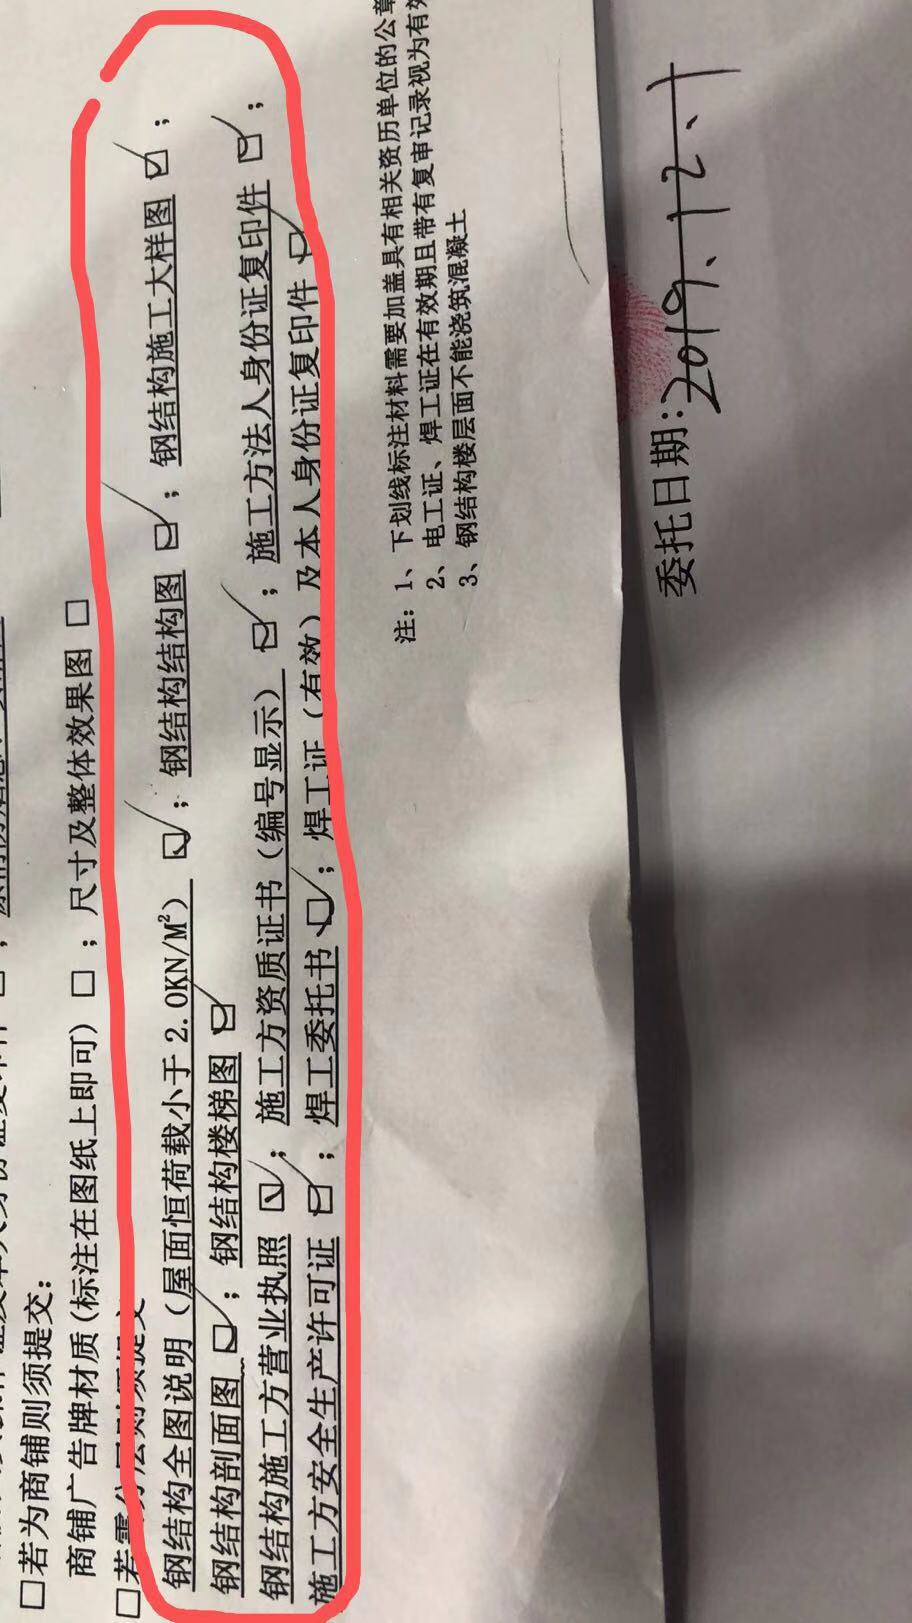 □若为商铺则须提交:
商铺广告牌材质(标注在图纸上即可)□;尺寸及整体效果图□
□若需分层则须提交
钢结构全图说明(屋面恒荷载小于2.0KN/M²)☑;钢结构结构图☑;钢结构施工大样图☑;
钢结构剖面图☑;钢结构楼梯图☑
钢结构施工方营业执照☑;施工方资质证书(编号显示)☑;施工方法人身份证复印件☑;
施工方安全生产许可证☑;焊工委托书☑;焊工证(有效)及本人身份证复印件☑
注:1、下划线标注材料需要加盖具有相关资历单位的公章
2、电工证、焊工证在有效期且带有复审记录视为有效
3、钢结构楼层面不能浇筑混凝土
委托日期:2019.12.1